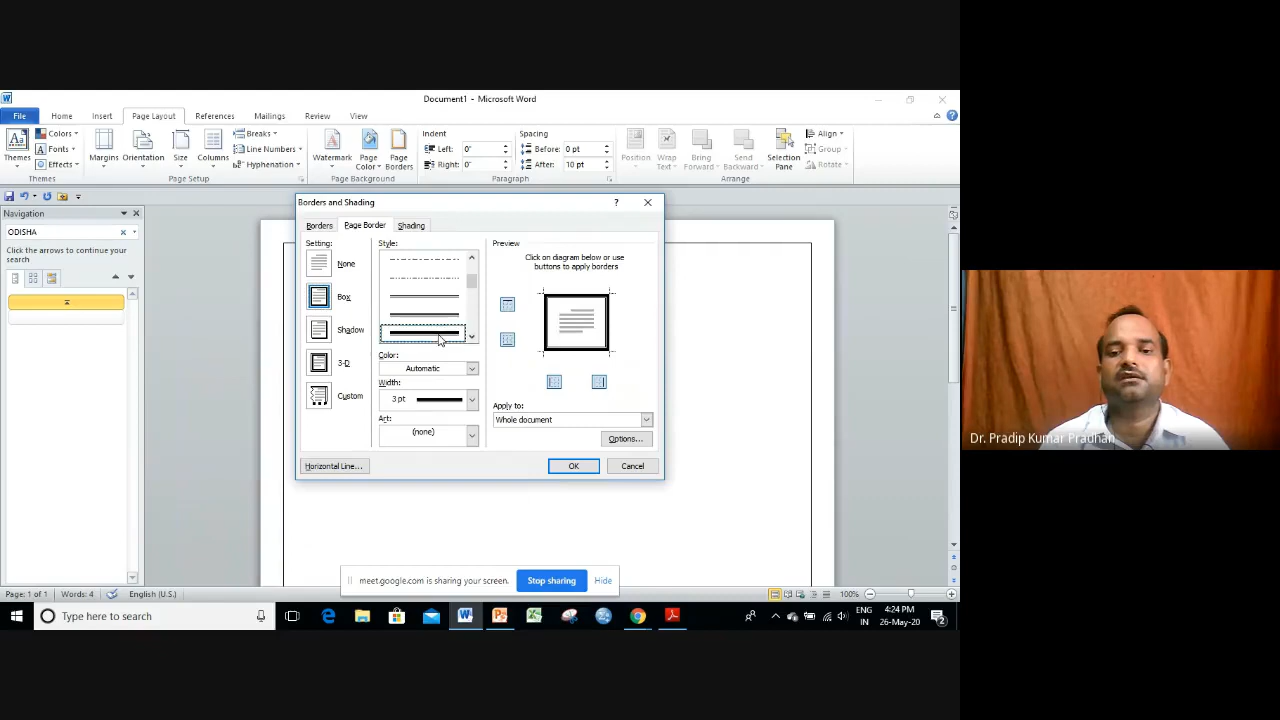 Document1 - Microsoft Word
File Home Insert Page Layout References Mailings Review View
Themes
Colors
Fonts
Effects
Themes
Margins
Orientation
Size
Columns
Breaks
Line Numbers
Hyphenation
Page Setup
Watermark
Page Color
Page Borders
Page Background
Indent
Left: 0"
Right: 0"
Spacing
Before: 0 pt
After: 10 pt
Paragraph
Position
Wrap Text
Bring Forward
Send Backward
Selection Pane
Align
Group
Rotate
Arrange
Navigation
ODISHA
Click the arrows to continue your
search
Borders and Shading
Borders Page Border Shading
Setting:
None
Box
Shadow
3-D
Custom
Style:
Color:
Automatic
Width:
3 pt
Art:
(none)
Preview
Click on diagram below or use
buttons to apply borders
Apply to:
Whole document
Options...
Horizontal Line...
OK
Cancel
meet.google.com is sharing your screen.
Stop sharing
Hide
Page: 1 of 1
Words: 4
English (U.S.)
100%
Type here to search
ENG
IN
4:24 PM
26-May-20
2
Dr. Pradip Kumar Pradhan